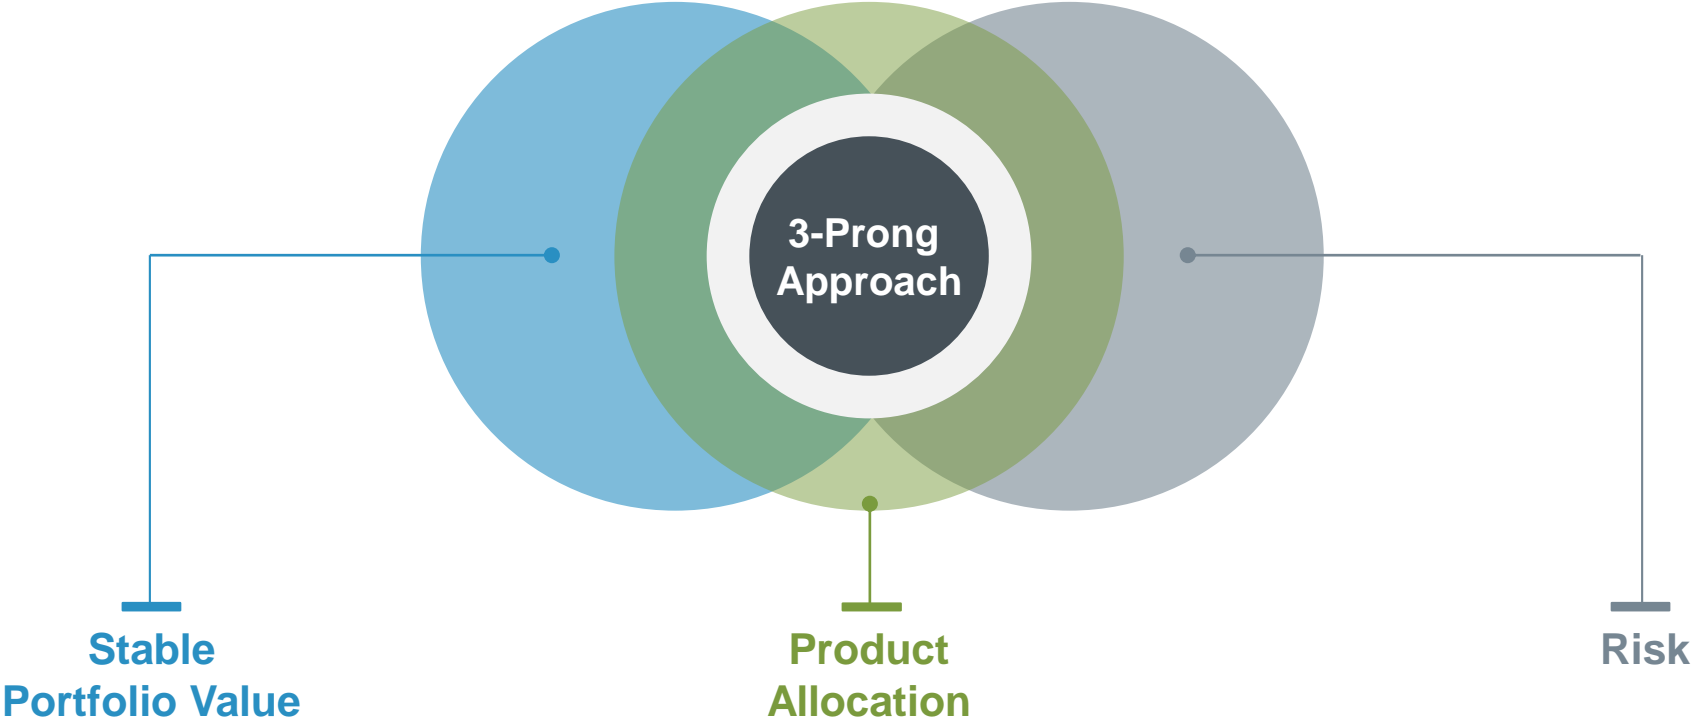 3-Prong
Approach
Stable
Portfolio Value
Product
Allocation
Risk